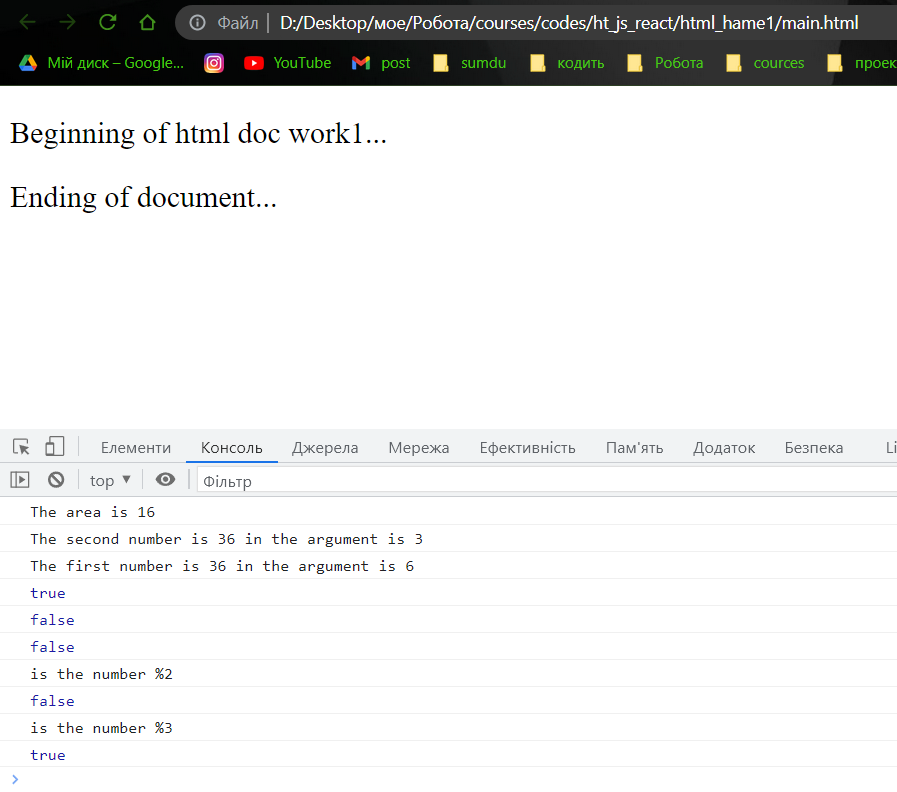 Файл D:/Desktop/мое/Робота/courses/codes/ht_js_react/html_hame1/main.html
Мій диск – Google... YouTube post sumdu кодить Робота cources проек
Beginning of html doc work1...
Ending of document...
Елементи Консоль Джерела Мережа Ефективність Пам'ять Додаток Безпека Li
top Фільтр
The area is 16
The second number is 36 in the argument is 3
The first number is 36 in the argument is 6
true
false
false
is the number %2
false
is the number %3
true